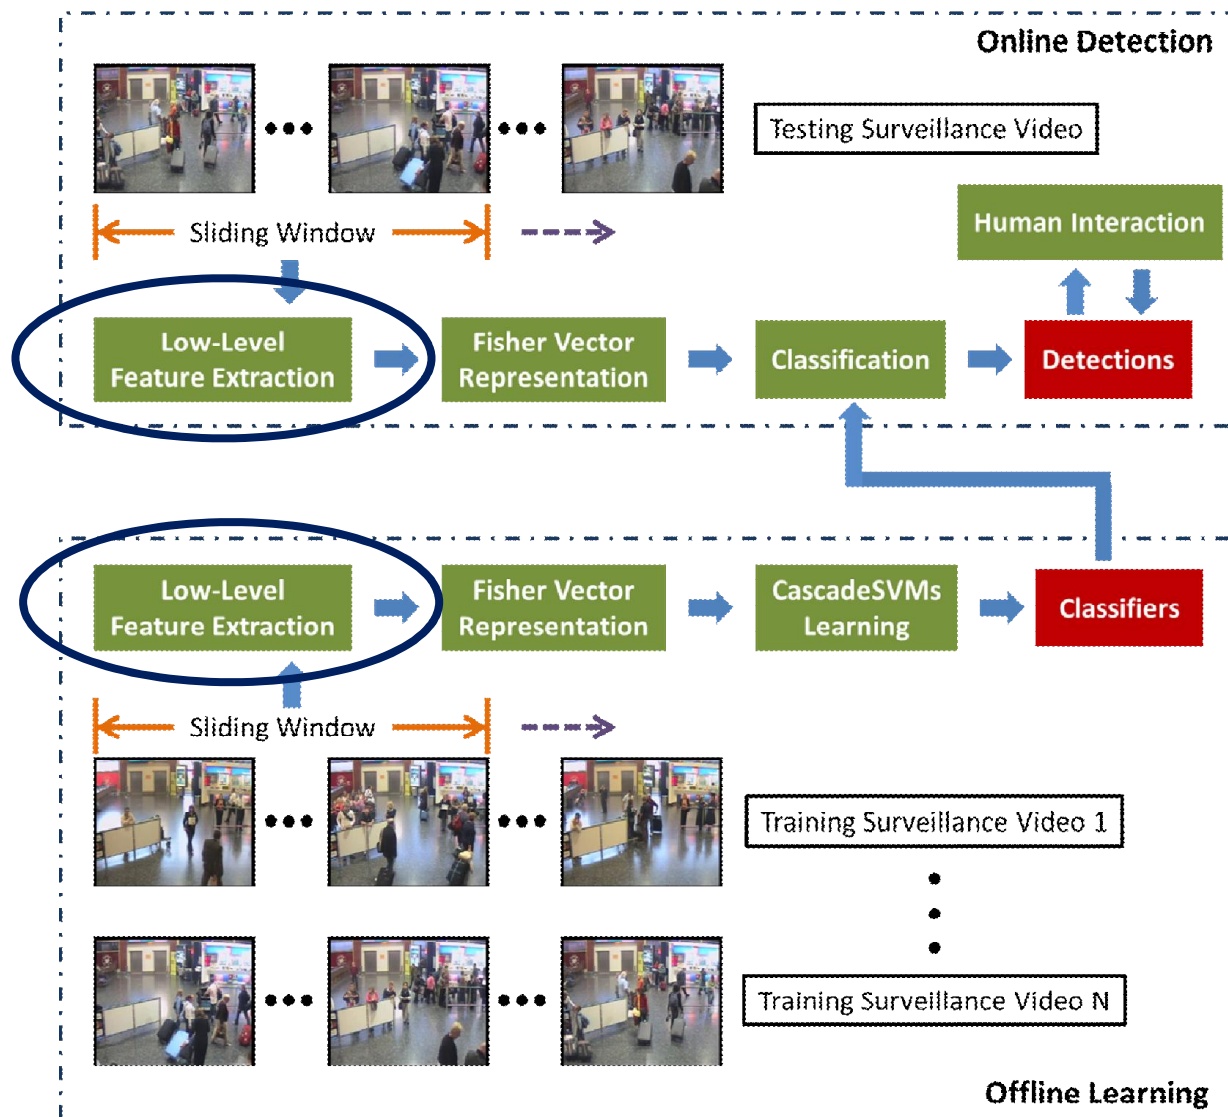 Online Detection
Testing Surveillance Video
Sliding Window
Human Interaction
Low-Level
Feature Extraction
Fisher Vector
Representation
Classification
Detections
Low-Level
Feature Extraction
Fisher Vector
Representation
CascadeSVMs
Learning
Classifiers
Sliding Window
Training Surveillance Video 1
Training Surveillance Video N
Offline Learning